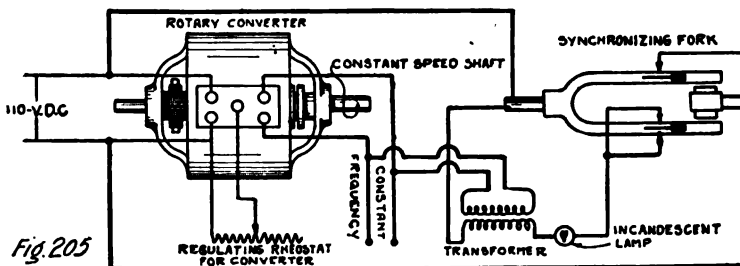 ROTARY CONVERTER
CONSTANT SPEED SHAFT
SYNCHRONIZING FORK
110-V.D.C
FREQUENCY
CONSTANT
REGULATING RHEOSTAT
FOR CONVERTER
TRANSFORMER
INCANDESCENT
LAMP
Fig. 205